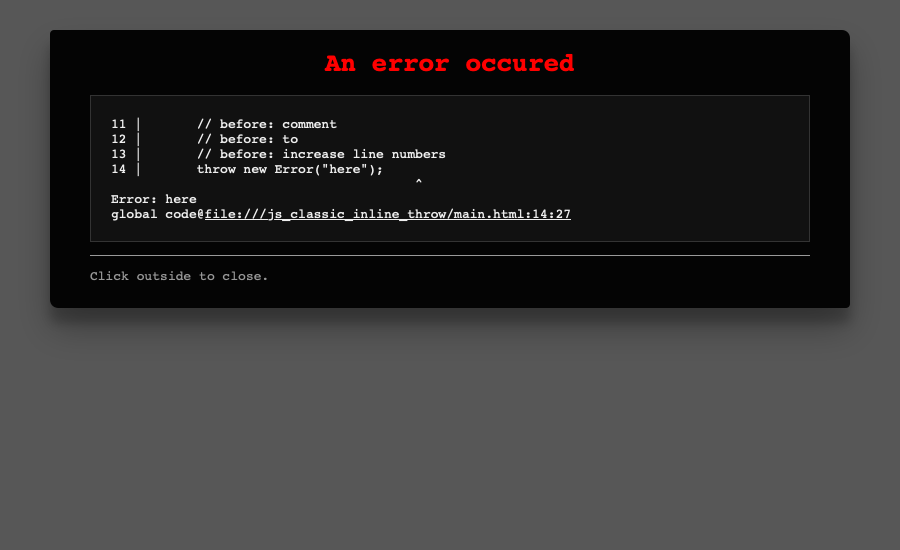 An error occured
11 |       // before: comment
12 |       // before: to
13 |       // before: increase line numbers
14 |       throw new Error("here");
                                       ^
Error: here
global code@file:///js_classic_inline_throw/main.html:14:27
Click outside to close.